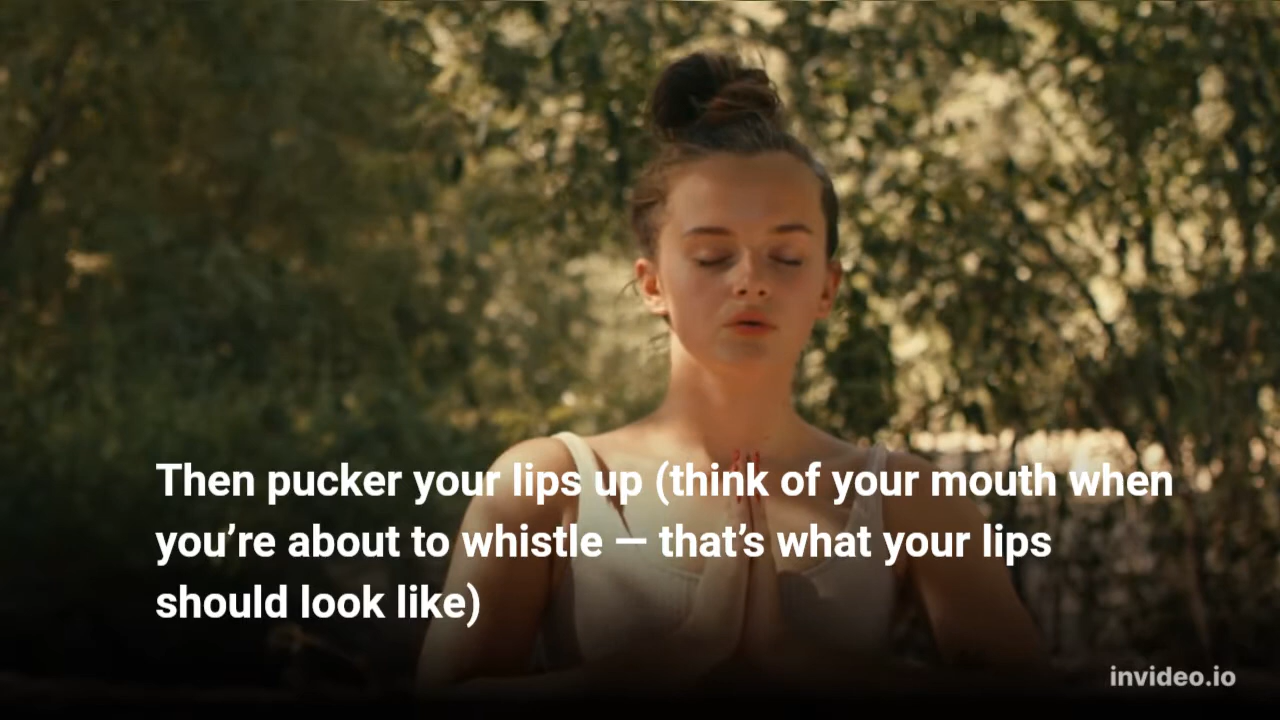 Then pucker your lips up (think of your mouth when
you’re about to whistle — that’s what your lips
should look like)
invideo.io